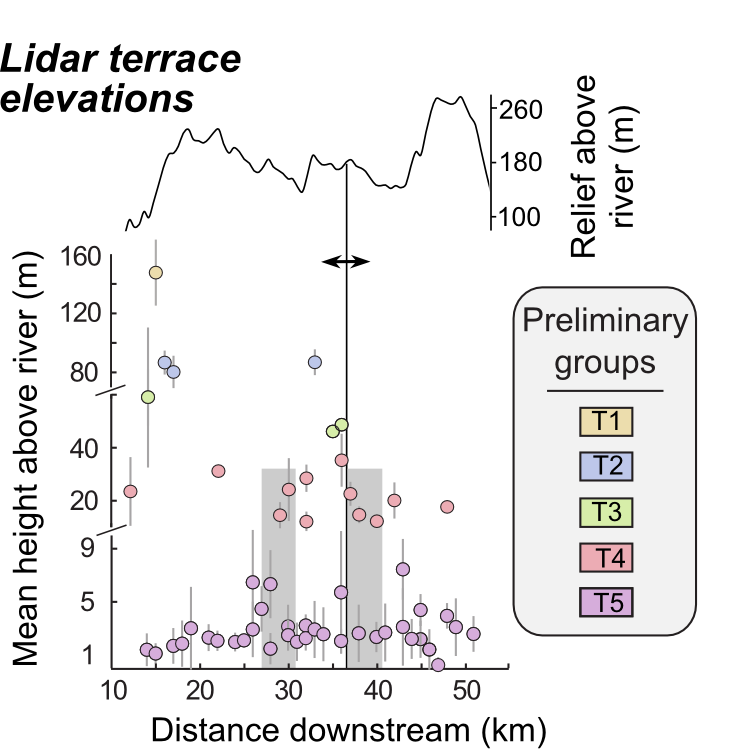 Lidar terrace
elevations
260
180
100
Relief above
river (m)
160
120
80
40
20
9
5
1
Mean height above river (m)
10 20 30 40 50
Distance downstream (km)
Preliminary
groups
T1
T2
T3
T4
T5